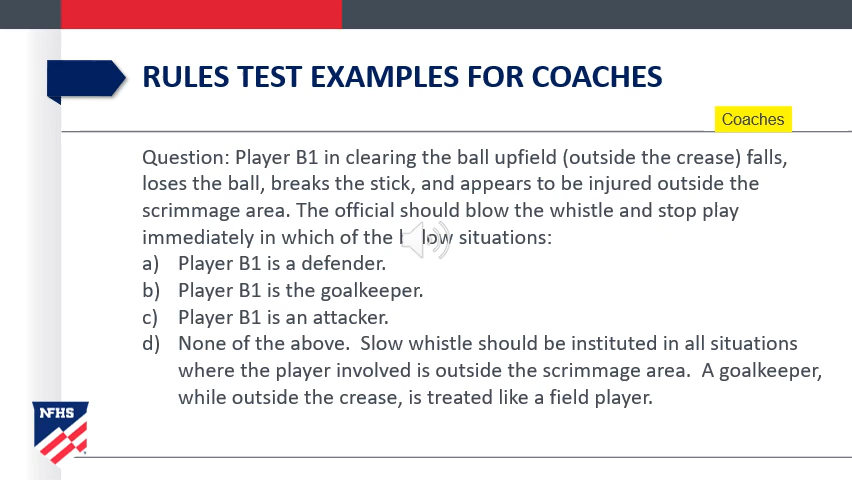 RULES TEST EXAMPLES FOR COACHES
Coaches
Question: Player B1 in clearing the ball upfield (outside the crease) falls,
loses the ball, breaks the stick, and appears to be injured outside the
scrimmage area. The official should blow the whistle and stop play
immediately in which of the below situations:
a) Player B1 is a defender.
b) Player B1 is the goalkeeper.
c) Player B1 is an attacker.
d) None of the above. Slow whistle should be instituted in all situations
where the player involved is outside the scrimmage area. A goalkeeper,
while outside the crease, is treated like a field player.
NFHS